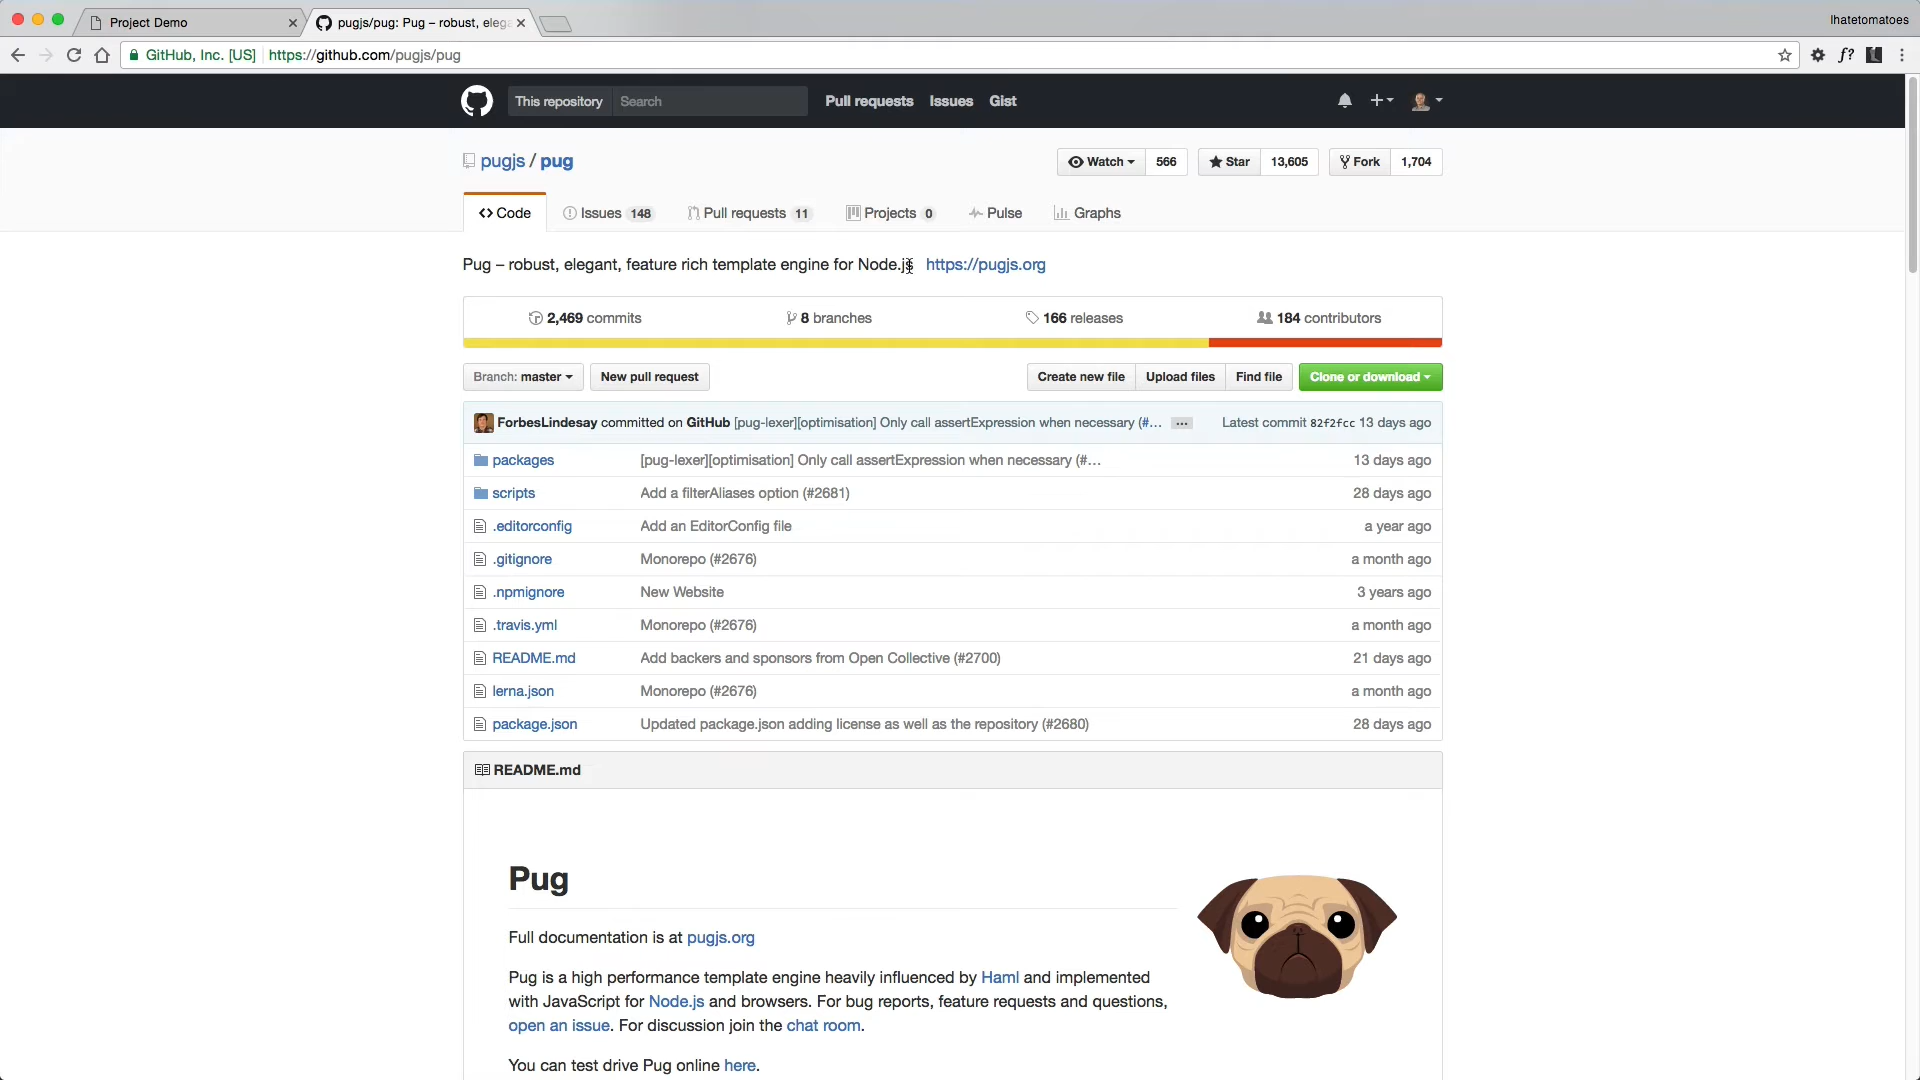 Project Demo
pugjs/pug: Pug – robust, eleg
Ihatetomatoes
GitHub, Inc. [US] https://github.com/pugjs/pug
f?
This repository Search Pull requests Issues Gist
pugjs / pug
Watch 566 Star 13,605 Fork 1,704
Code Issues 148 Pull requests 11 Projects 0 Pulse Graphs
Pug – robust, elegant, feature rich template engine for Node.js https://pugjs.org
2,469 commits 8 branches 166 releases 184 contributors
Branch: master New pull request Create new file Upload files Find file Clone or download
ForbesLindesay committed on GitHub [pug-lexer][optimisation] Only call assertExpression when necessary (#… … Latest commit 82f2fcc 13 days ago
packages [pug-lexer][optimisation] Only call assertExpression when necessary (#… 13 days ago
scripts Add a filterAliases option (#2681) 28 days ago
.editorconfig Add an EditorConfig file a year ago
.gitignore Monorepo (#2676) a month ago
.npmignore New Website 3 years ago
.travis.yml Monorepo (#2676) a month ago
README.md Add backers and sponsors from Open Collective (#2700) 21 days ago
lerna.json Monorepo (#2676) a month ago
package.json Updated package.json adding license as well as the repository (#2680) 28 days ago
README.md
Pug
Full documentation is at pugjs.org
Pug is a high performance template engine heavily influenced by Haml and implemented
with JavaScript for Node.js and browsers. For bug reports, feature requests and questions,
open an issue. For discussion join the chat room.
You can test drive Pug online here.